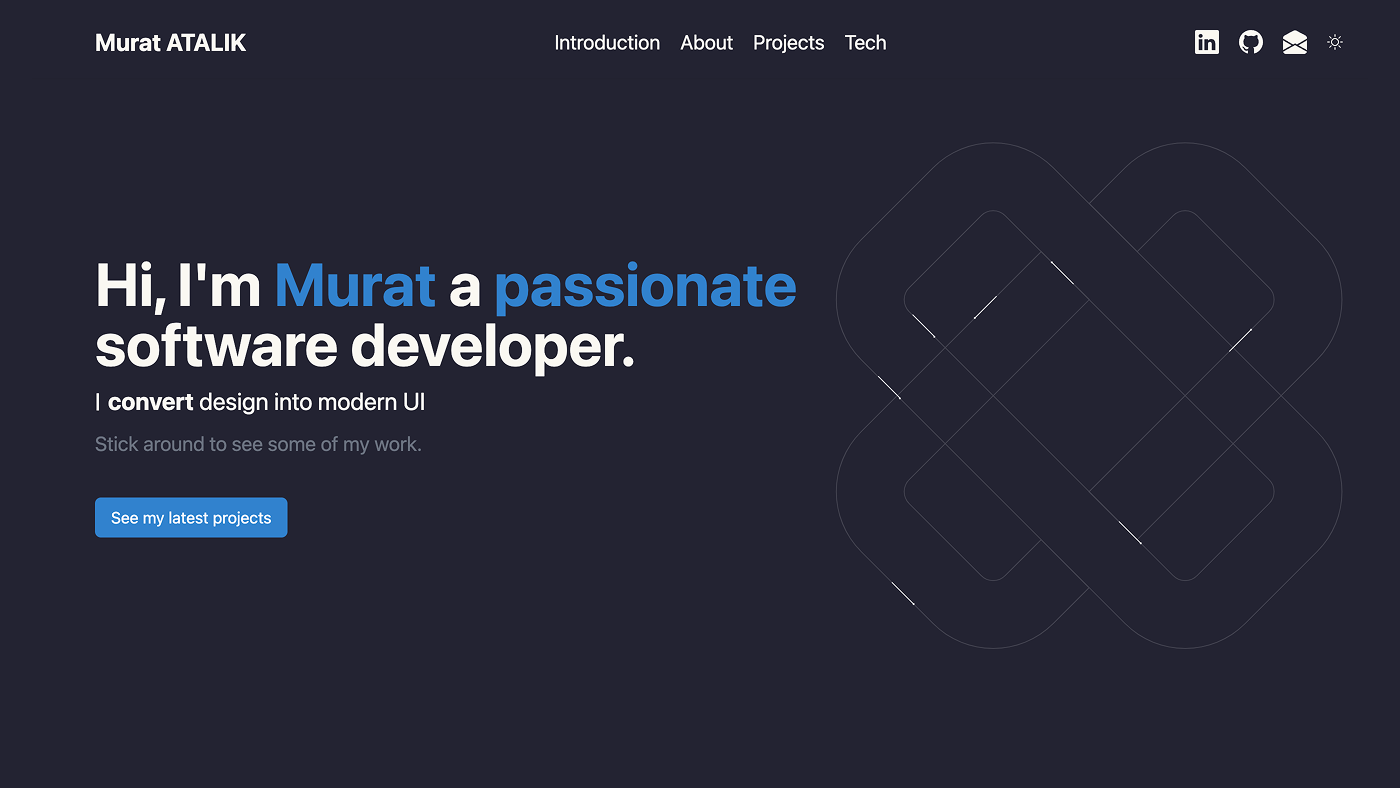 Murat ATALIK
Introduction About Projects Tech
in
Hi, I'm Murat a passionate
software developer.
I convert design into modern UI
Stick around to see some of my work.
See my latest projects